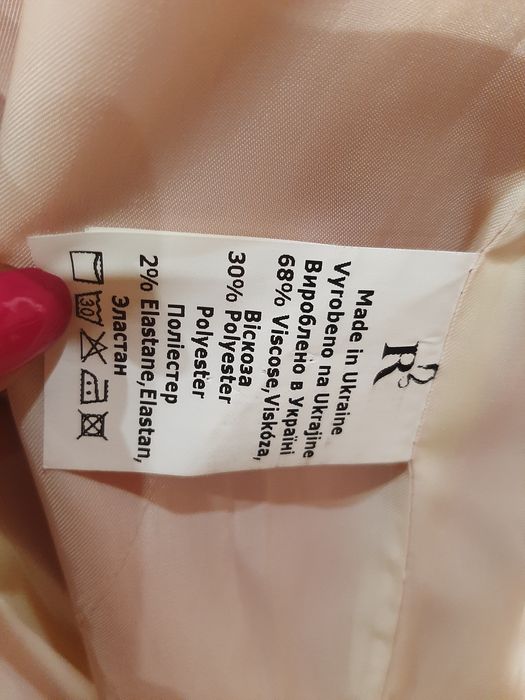 R
Made in Ukraine
Vyrobeno na Ukrajine
Вироблено в Україні
68% Viscose,Viskóza,
Віскоза
30% Polyester
Polyester
Поліестер
2% Elastane,Elastan,
Эластан
30